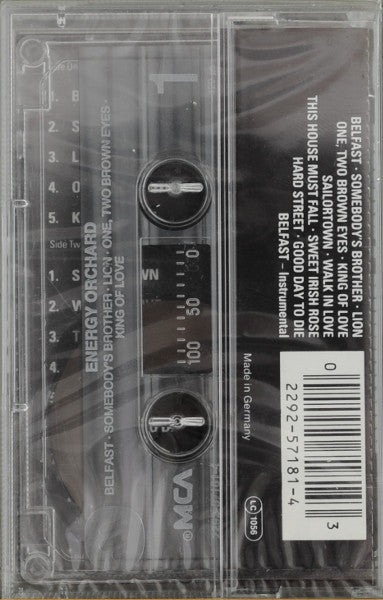 BELFAST · SOMEBODY'S BROTHER · LION
ONE, TWO BROWN EYES · KING OF LOVE
SAILORTOWN · WALK IN LOVE
THIS HOUSE MUST FALL · SWEET IRISH ROSE
HARD STREET · GOOD DAY TO DIE
BELFAST – Instrumental
Made in Germany
0
2292-57181-4
3
LC 1056
1
0
50
100
MCA
®
ENERGY ORCHARD
BELFAST · SOMEBODY'S BROTHER · LION · ONE, TWO BROWN EYES ·
KING OF LOVE
Side One
1. B
2. S
3. L
4. O
5. K
Side Two
1. S
2. W
3. T
4.
5.